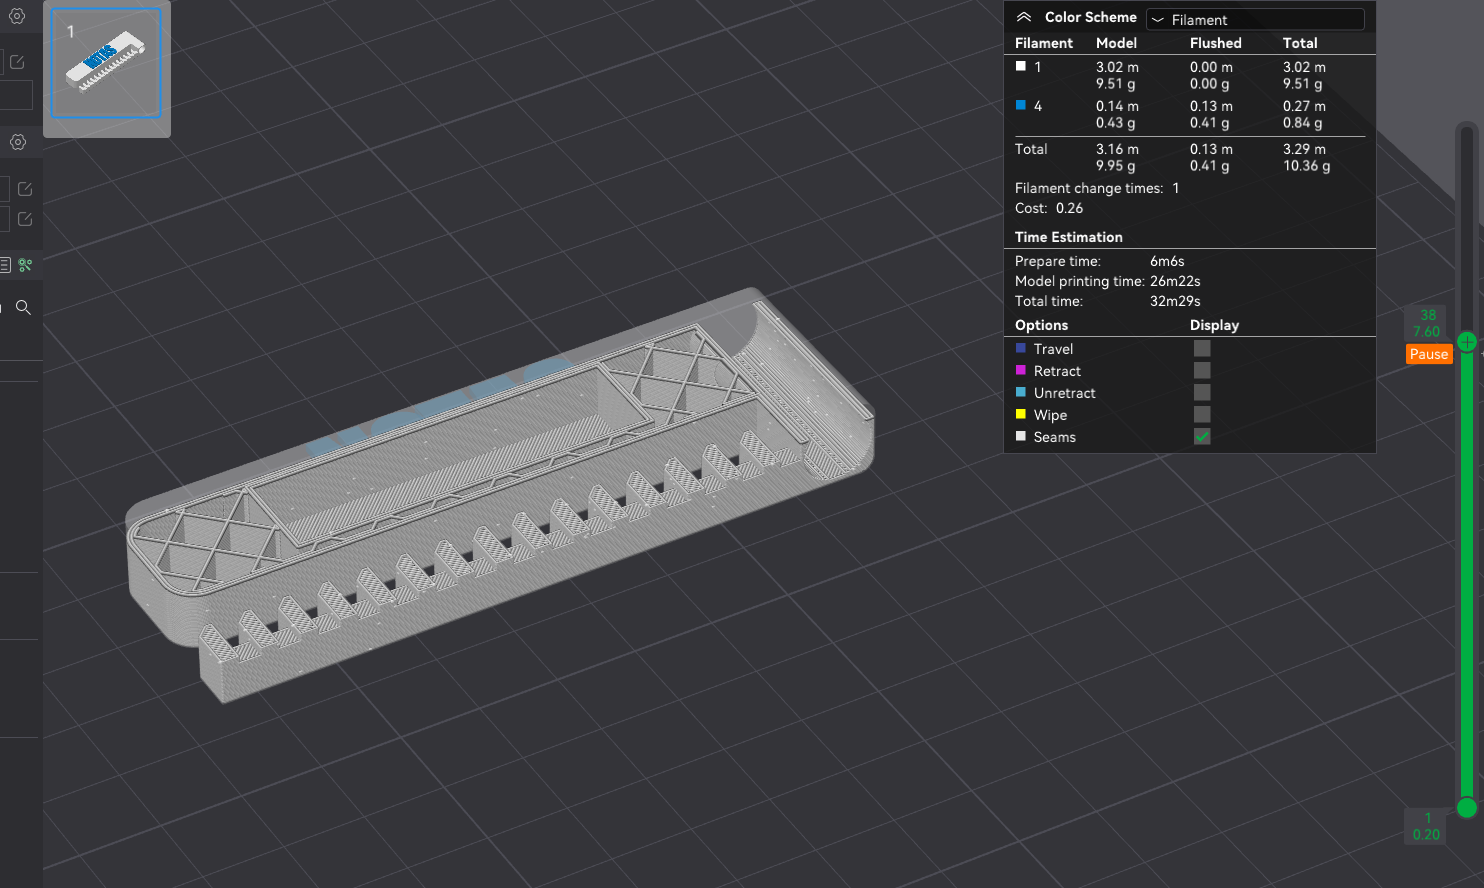 1
Color Scheme Filament
Filament Model Flushed Total
1 3.02 m 0.00 m 3.02 m
9.51 g 0.00 g 9.51 g
4 0.14 m 0.13 m 0.27 m
0.43 g 0.41 g 0.84 g
Total 3.16 m 0.13 m 3.29 m
9.95 g 0.41 g 10.36 g
Filament change times: 1
Cost: 0.26
Time Estimation
Prepare time: 6m6s
Model printing time: 26m22s
Total time: 32m29s
Options Display
Travel
Retract
Unretract
Wipe
Seams
38
7.60
Pause
1
0.20